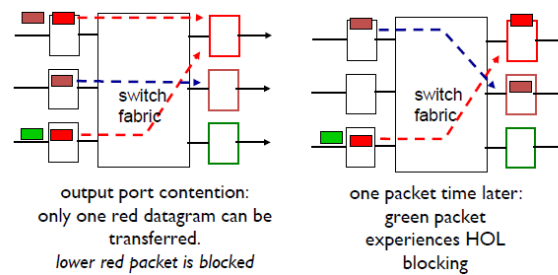 switch
fabric
output port contention:
only one red datagram can be
transferred.
lower red packet is blocked
switch
fabric
one packet time later:
green packet
experiences HOL
blocking